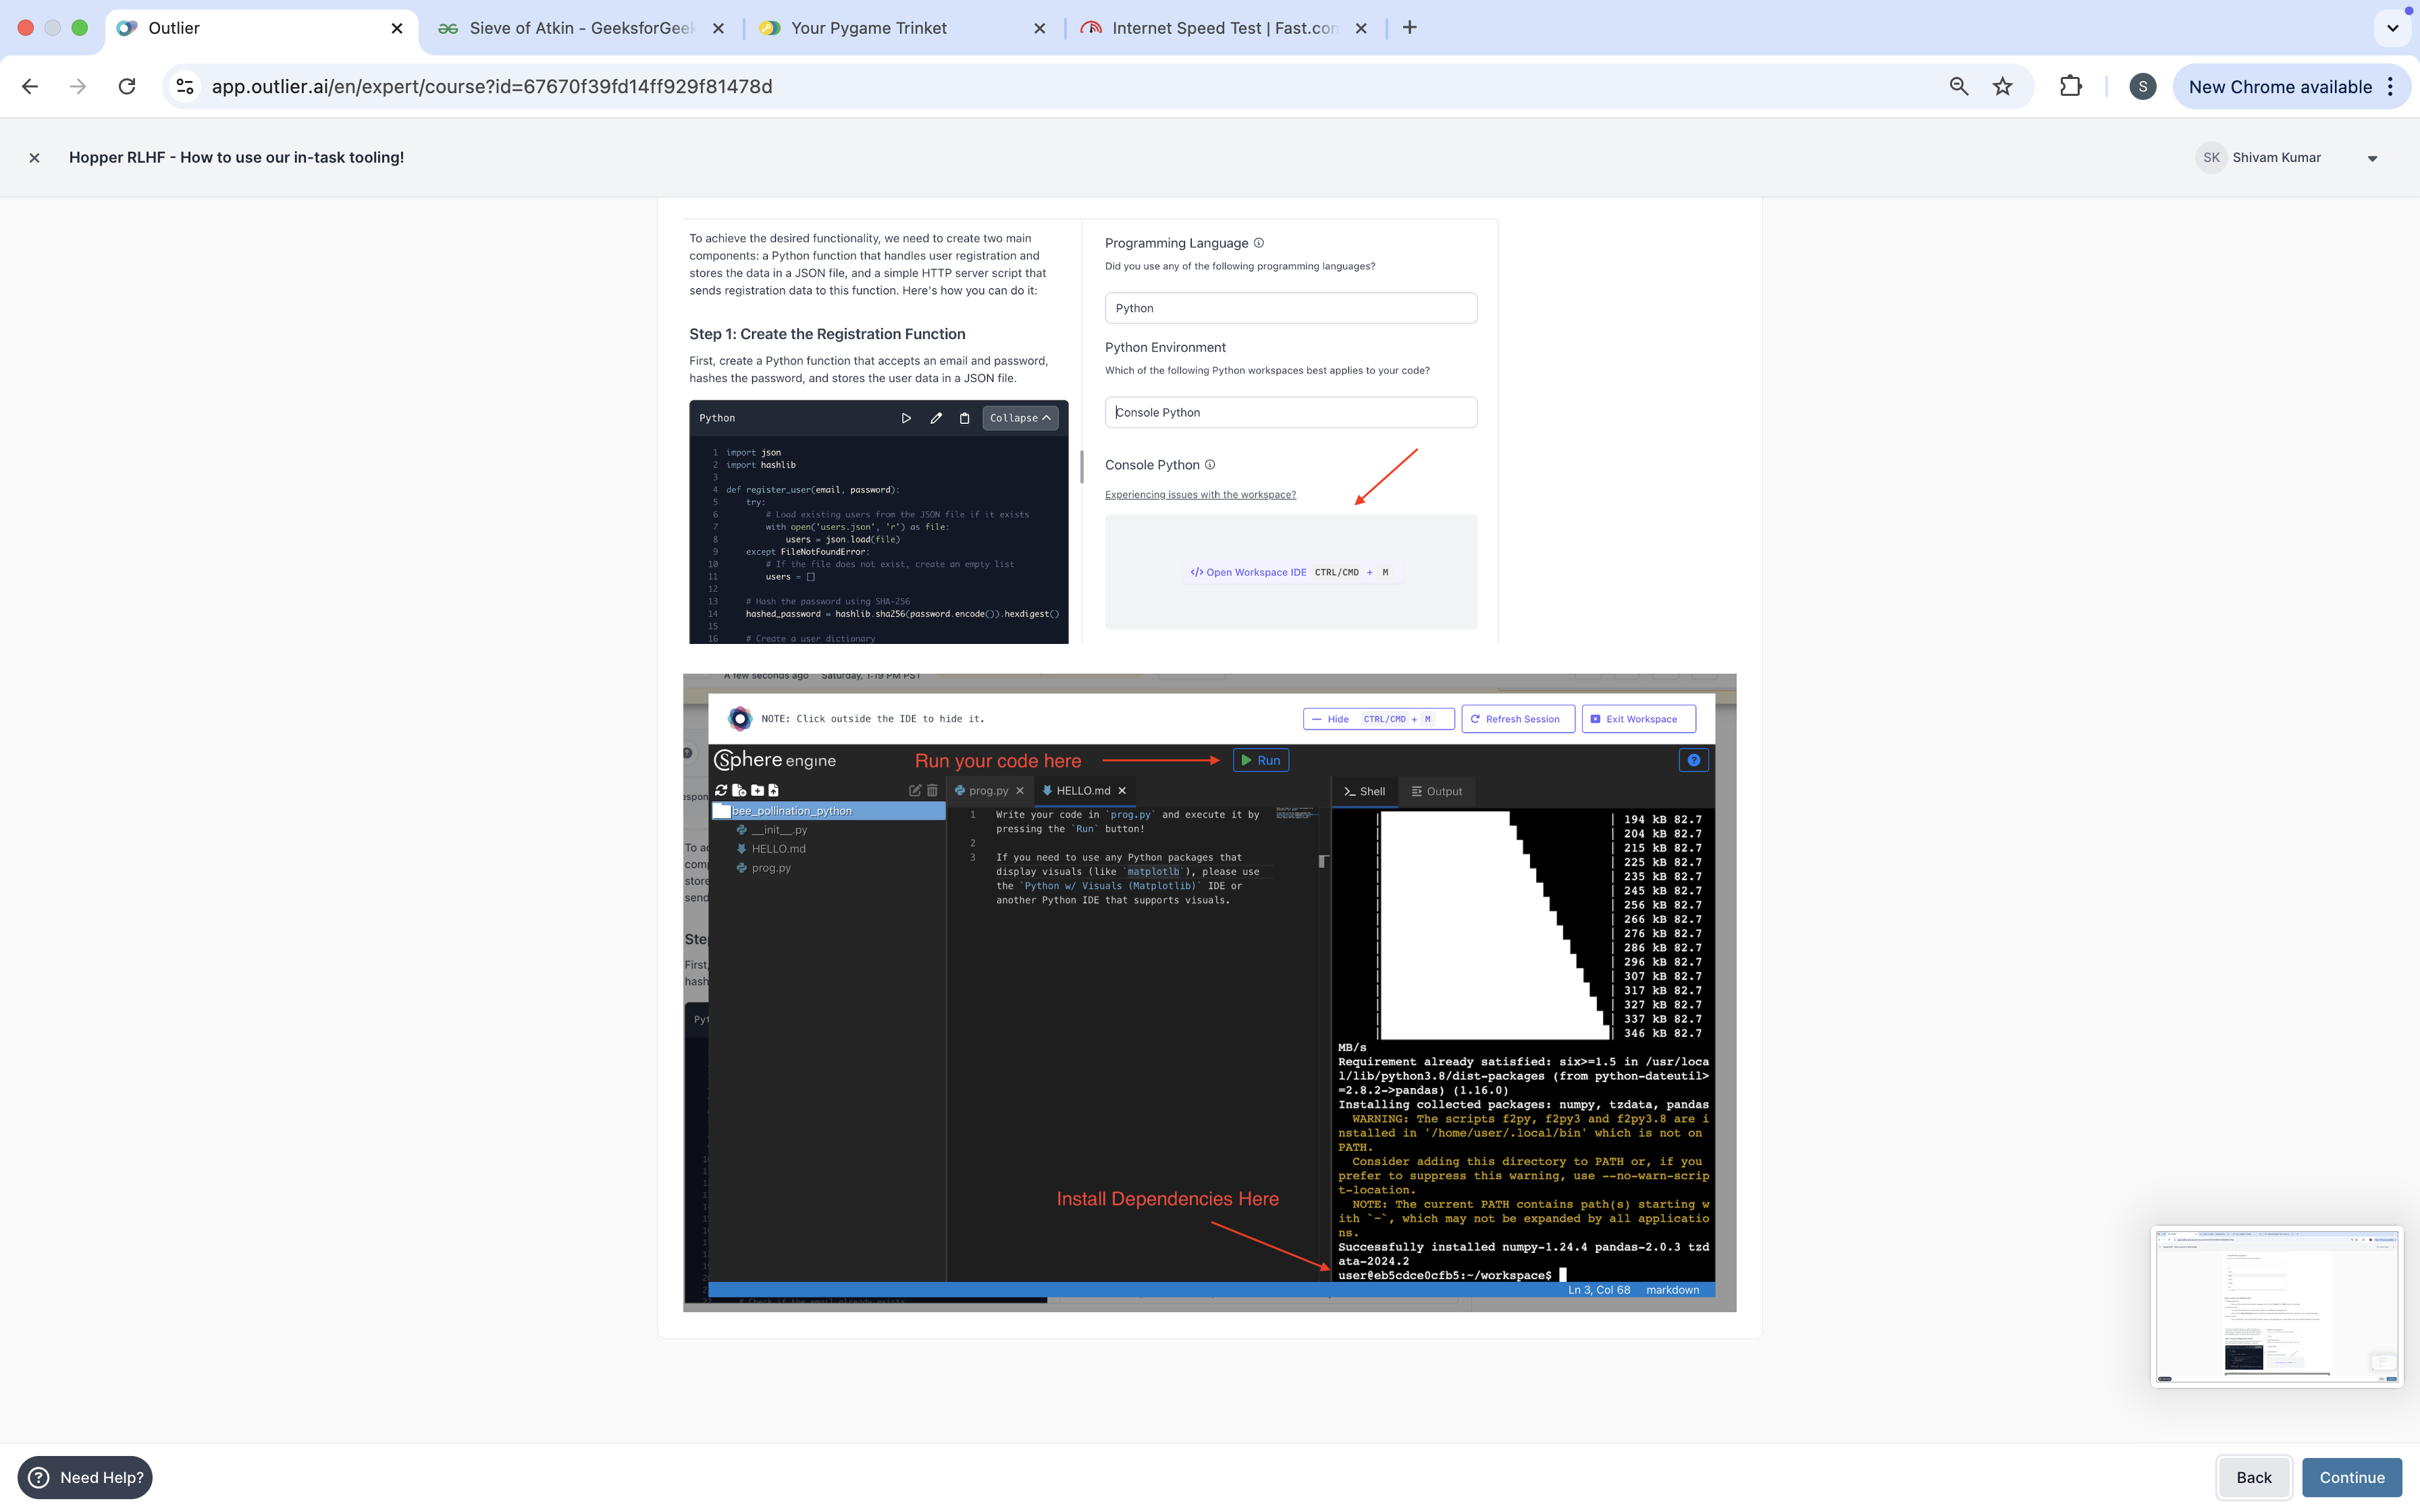 Outlier
Sieve of Atkin - GeeksforGeek
Your Pygame Trinket
Internet Speed Test | Fast.com
app.outlier.ai/en/expert/course?id=67670f39fd14ff929f81478d
S
New Chrome available
Hopper RLHF - How to use our in-task tooling!
SK Shivam Kumar
To achieve the desired functionality, we need to create two main
components: a Python function that handles user registration and
stores the data in a JSON file, and a simple HTTP server script that
sends registration data to this function. Here's how you can do it:
Step 1: Create the Registration Function
First, create a Python function that accepts an email and password,
hashes the password, and stores the user data in a JSON file.
Python Collapse
1 import json
2 import hashlib
3
4 def register_user(email, password):
5 try:
6 # Load existing users from the JSON file if it exists
7 with open('users.json', 'r') as file:
8 users = json.load(file)
9 except FileNotFoundError:
10 # If the file does not exist, create an empty list
11 users = []
12
13 # Hash the password using SHA-256
14 hashed_password = hashlib.sha256(password.encode()).hexdigest()
15
16 # Create a user dictionary
Programming Language
Did you use any of the following programming languages?
Python
Python Environment
Which of the following Python workspaces best applies to your code?
Console Python
Console Python
Experiencing issues with the workspace?
</> Open Workspace IDE CTRL/CMD + M
A few seconds ago Saturday, 1:19 PM PST
NOTE: Click outside the IDE to hide it.
Hide CTRL/CMD + M
Refresh Session
Exit Workspace
Sphere engine
Run your code here
Run
?
bee_pollination_python
__init__.py
HELLO.md
prog.py
prog.py
HELLO.md
1 Write your code in `prog.py` and execute it by
pressing the `Run` button!
2
3 If you need to use any Python packages that
display visuals (like `matplotlb`), please use
the `Python w/ Visuals (Matplotlib)` IDE or
another Python IDE that supports visuals.
Shell
Output
| 194 kB 82.7
| 204 kB 82.7
| 215 kB 82.7
| 225 kB 82.7
| 235 kB 82.7
| 245 kB 82.7
| 256 kB 82.7
| 266 kB 82.7
| 276 kB 82.7
| 286 kB 82.7
| 296 kB 82.7
| 307 kB 82.7
| 317 kB 82.7
| 327 kB 82.7
| 337 kB 82.7
| 346 kB 82.7
MB/s
Requirement already satisfied: six>=1.5 in /usr/loca
l/lib/python3.8/dist-packages (from python-dateutil>
=2.8.2->pandas) (1.16.0)
Installing collected packages: numpy, tzdata, pandas
WARNING: The scripts f2py, f2py3 and f2py3.8 are i
nstalled in '/home/user/.local/bin' which is not on
PATH.
Consider adding this directory to PATH or, if you
prefer to suppress this warning, use --no-warn-scrip
t-location.
NOTE: The current PATH contains path(s) starting w
ith `~`, which may not be expanded by all applicatio
ns.
Successfully installed numpy-1.24.4 pandas-2.0.3 tzd
ata-2024.2
user@eb5cdce0cfb5:~/workspace$
Install Dependencies Here
Ln 3, Col 68 markdown
# Check if the email already exists
Need Help?
Back
Continue